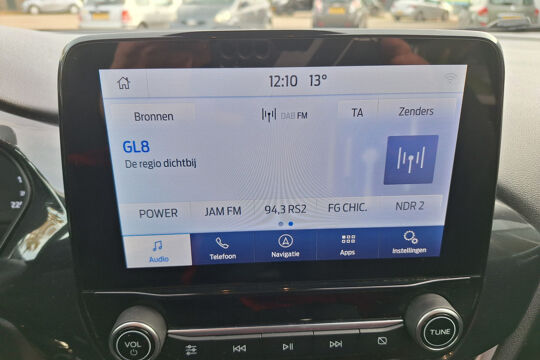 12:10 13°
Bronnen DAB FM TA Zenders
GL8
De regio dichtbij
POWER JAM FM 94,3 RS2 FG CHIC. NDR 2
Audio Telefoon Navigatie Apps Instellingen
VOL TUNE